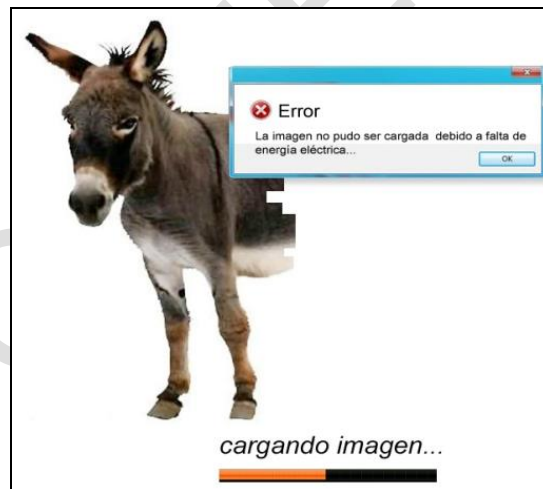 Error
La imagen no pudo ser cargada debido a falta de
energía eléctrica...
OK
cargando imagen...